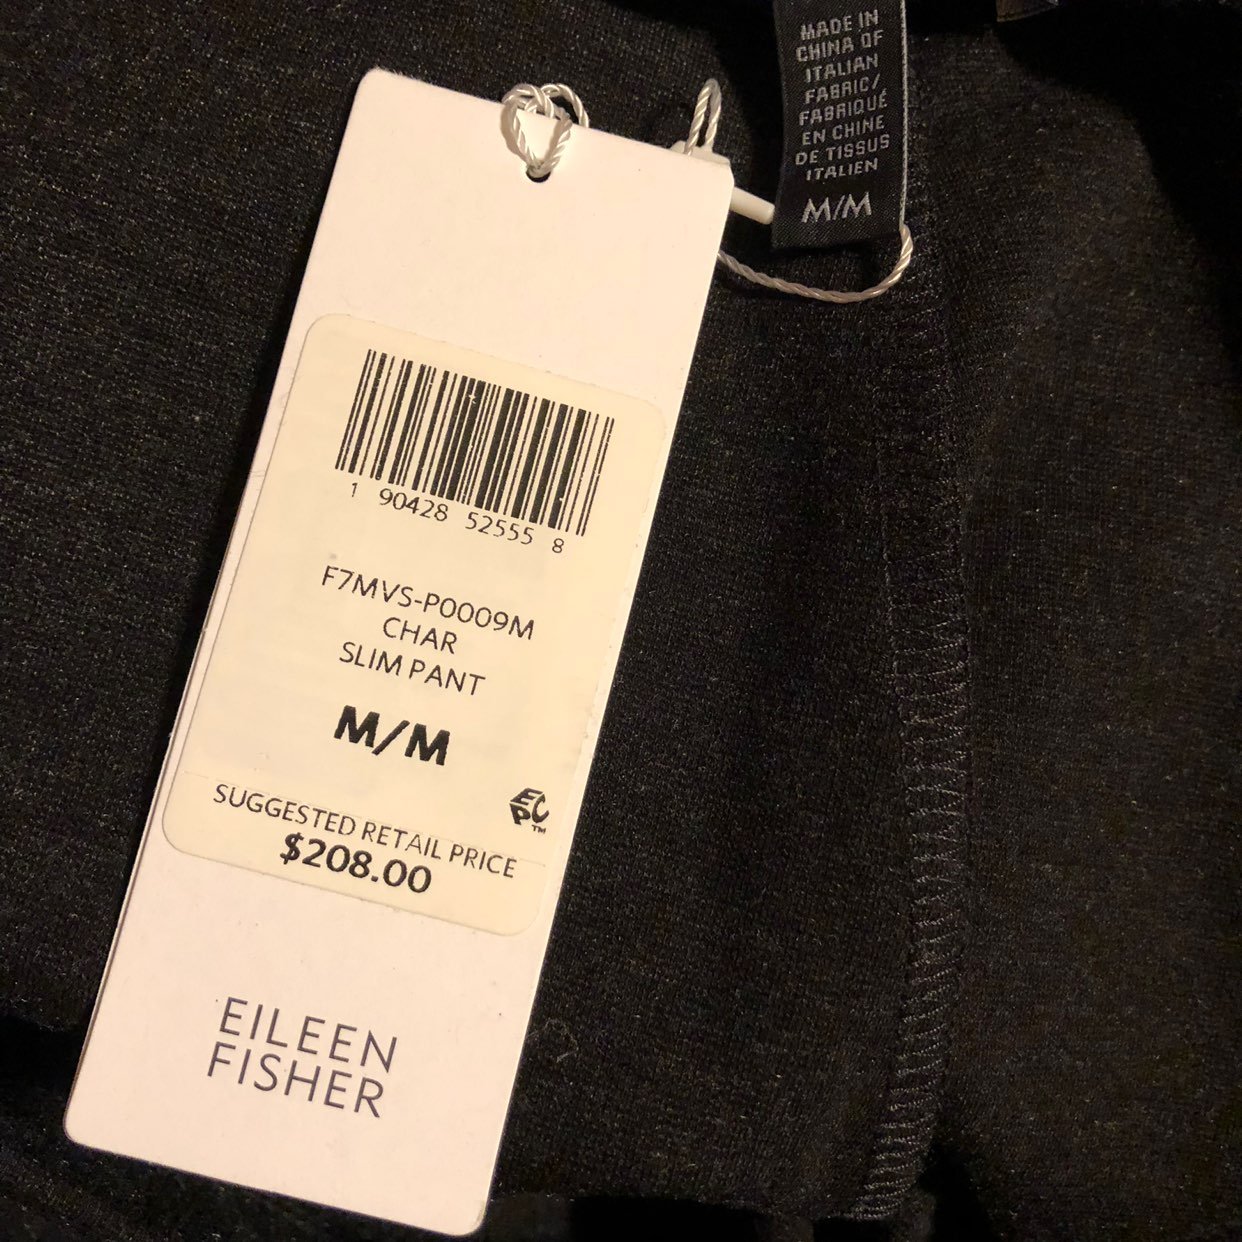 MADE IN
CHINA OF
ITALIAN
FABRIC/
FABRIQUÉ
EN CHINE
DE TISSUS
ITALIEN
M/M
1 90428 52555 8
F7MVS-P0009M
CHAR
SLIM PANT
M/M
ECP™
SUGGESTED RETAIL PRICE
$208.00
EILEEN
FISHER